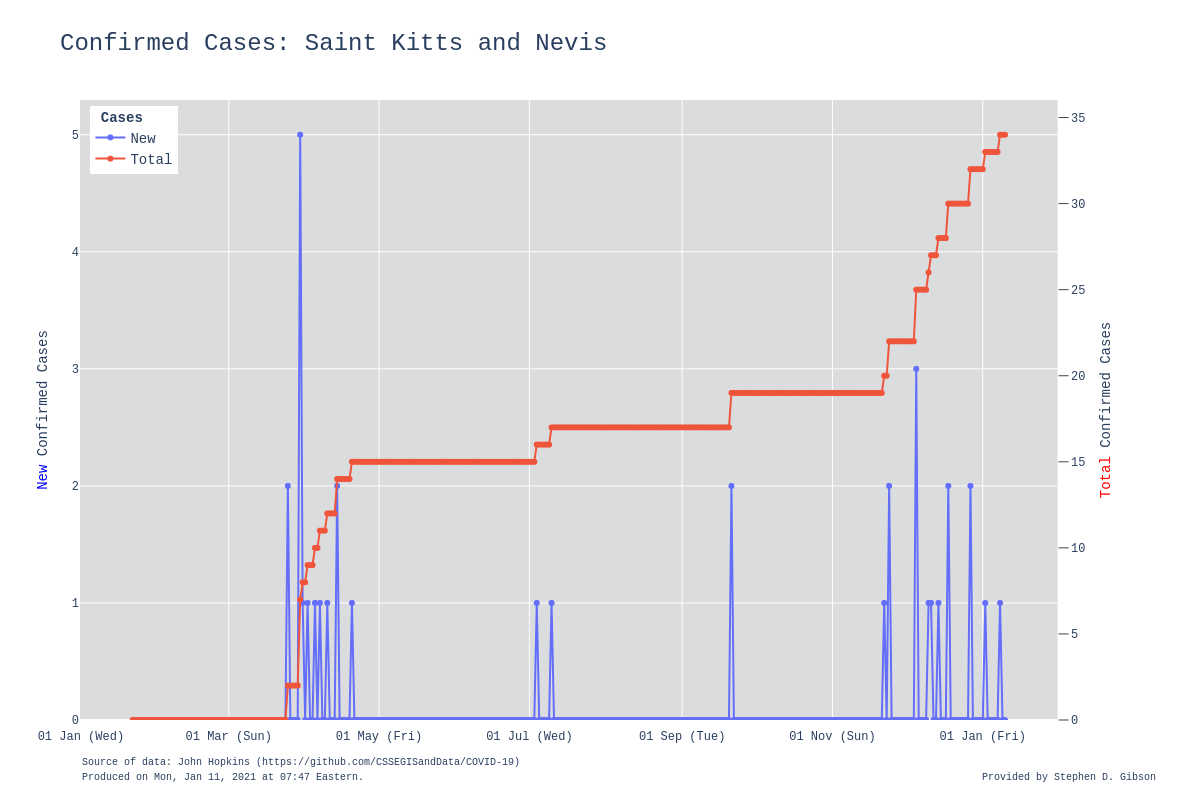 Confirmed Cases: Saint Kitts and Nevis
Cases
New
Total
5
4
3
2
1
0
New Confirmed Cases
35
30
25
20
15
10
5
0
Total Confirmed Cases
01 Jan (Wed)
01 Mar (Sun)
01 May (Fri)
01 Jul (Wed)
01 Sep (Tue)
01 Nov (Sun)
01 Jan (Fri)
Source of data: John Hopkins (https://github.com/CSSEGISandData/COVID-19)
Produced on Mon, Jan 11, 2021 at 07:47 Eastern.
Provided by Stephen D. Gibson